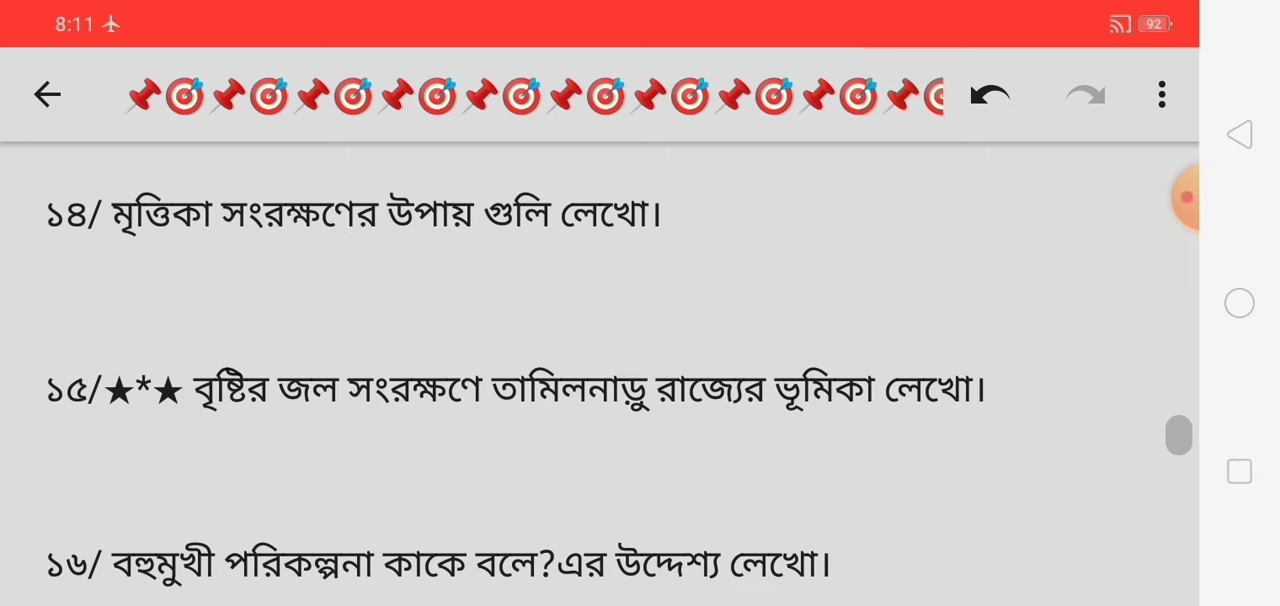 8:11
92
১৪/ মৃত্তিকা সংরক্ষণের উপায় গুলি লেখো।
১৫/★*★ বৃষ্টির জল সংরক্ষণে তামিলনাড়ু রাজ্যের ভূমিকা লেখো।
১৬/ বহুমুখী পরিকল্পনা কাকে বলে?এর উদ্দেশ্য লেখো।